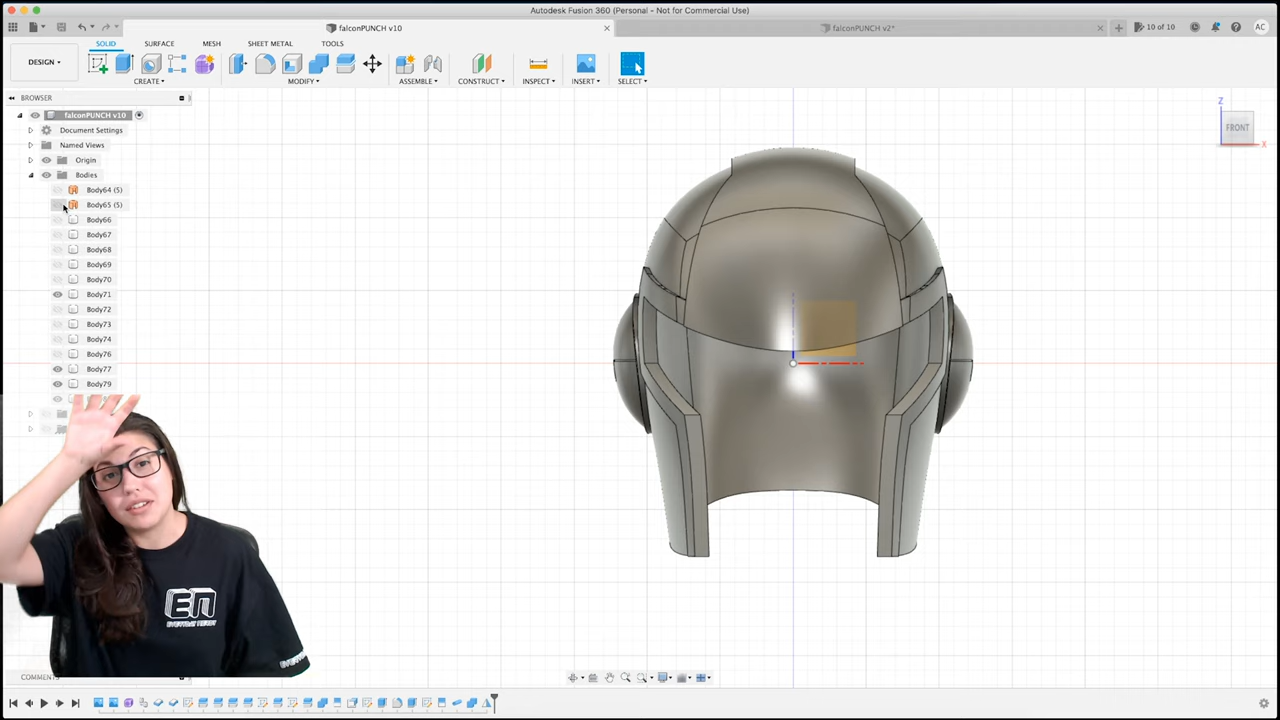 Autodesk Fusion 360 (Personal - Not for Commercial Use)
falconPUNCH v10
falconPUNCH v2*
10 of 10
AC
SOLID SURFACE MESH SHEET METAL TOOLS
DESIGN
CREATE MODIFY ASSEMBLE CONSTRUCT INSPECT INSERT SELECT
BROWSER
falconPUNCH v10
Document Settings
Named Views
Origin
Bodies
Body64 (5)
Body65 (5)
Body66
Body67
Body68
Body69
Body70
Body71
Body72
Body73
Body74
Body76
Body77
Body79
Z
FRONT
X
EVERYDAY READY
COMMENTS